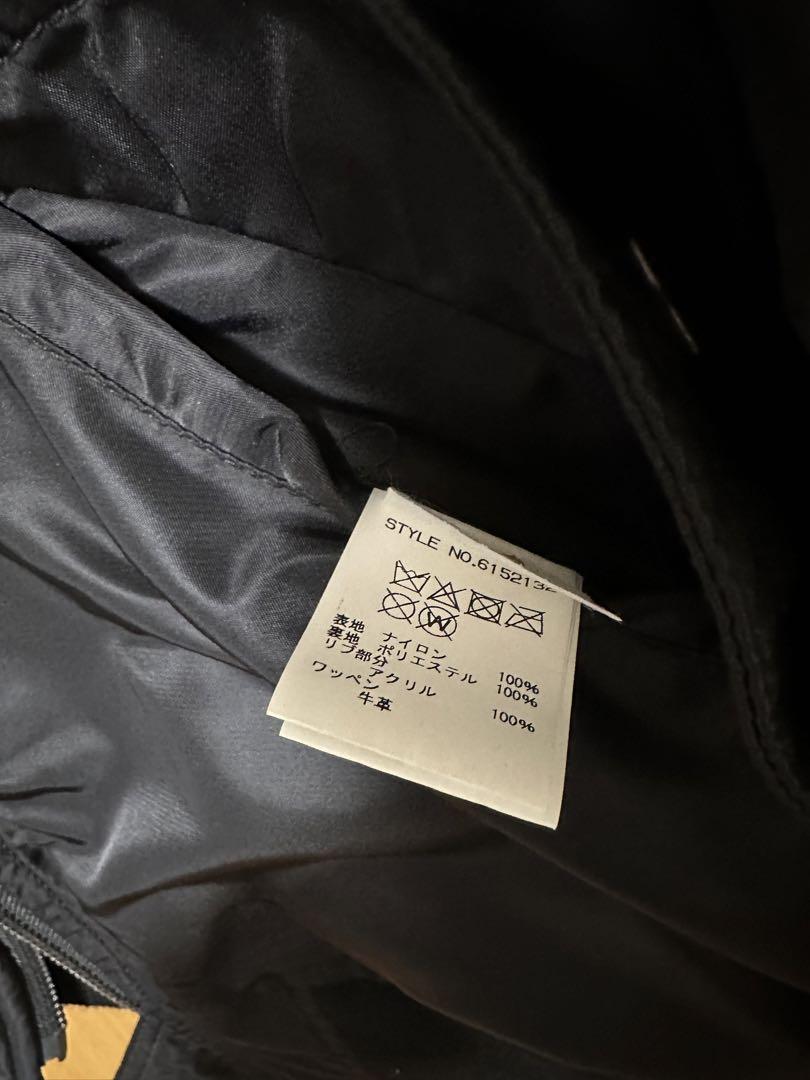 STYLE NO.6152132
W
表地 ナイロン 100%
裏地 ポリエステル 100%
リブ部分
アクリル 100%
ワッペン
牛革